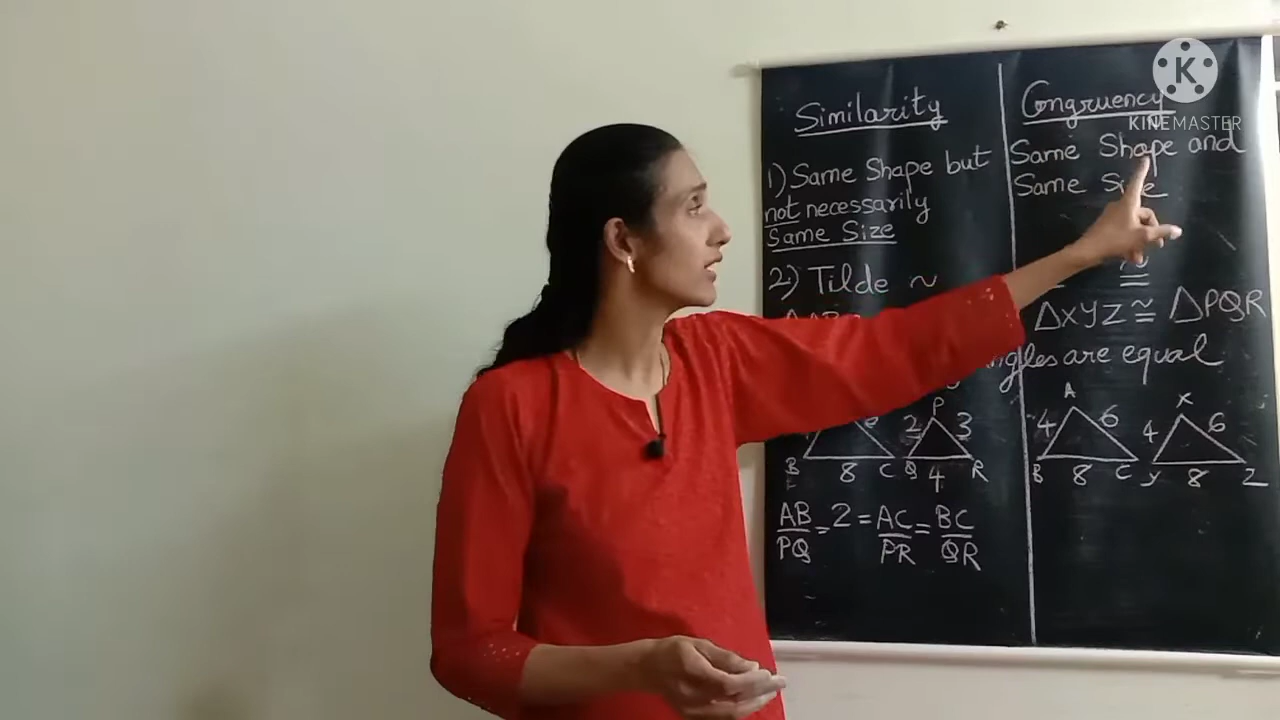 Similarity
1) Same Shape but
not necessarily
Same Size
2) Tilde ~
B 8 C
P
2 3
Q 4 R
AB/PQ = 2 = AC/PR = BC/QR
Congruency
Same Shape and
Same Size
≅
ΔXYZ ≅ ΔPQR
are equal
A
4 6
B 8 C
X
4 6
y 8 Z
K
KINEMASTER